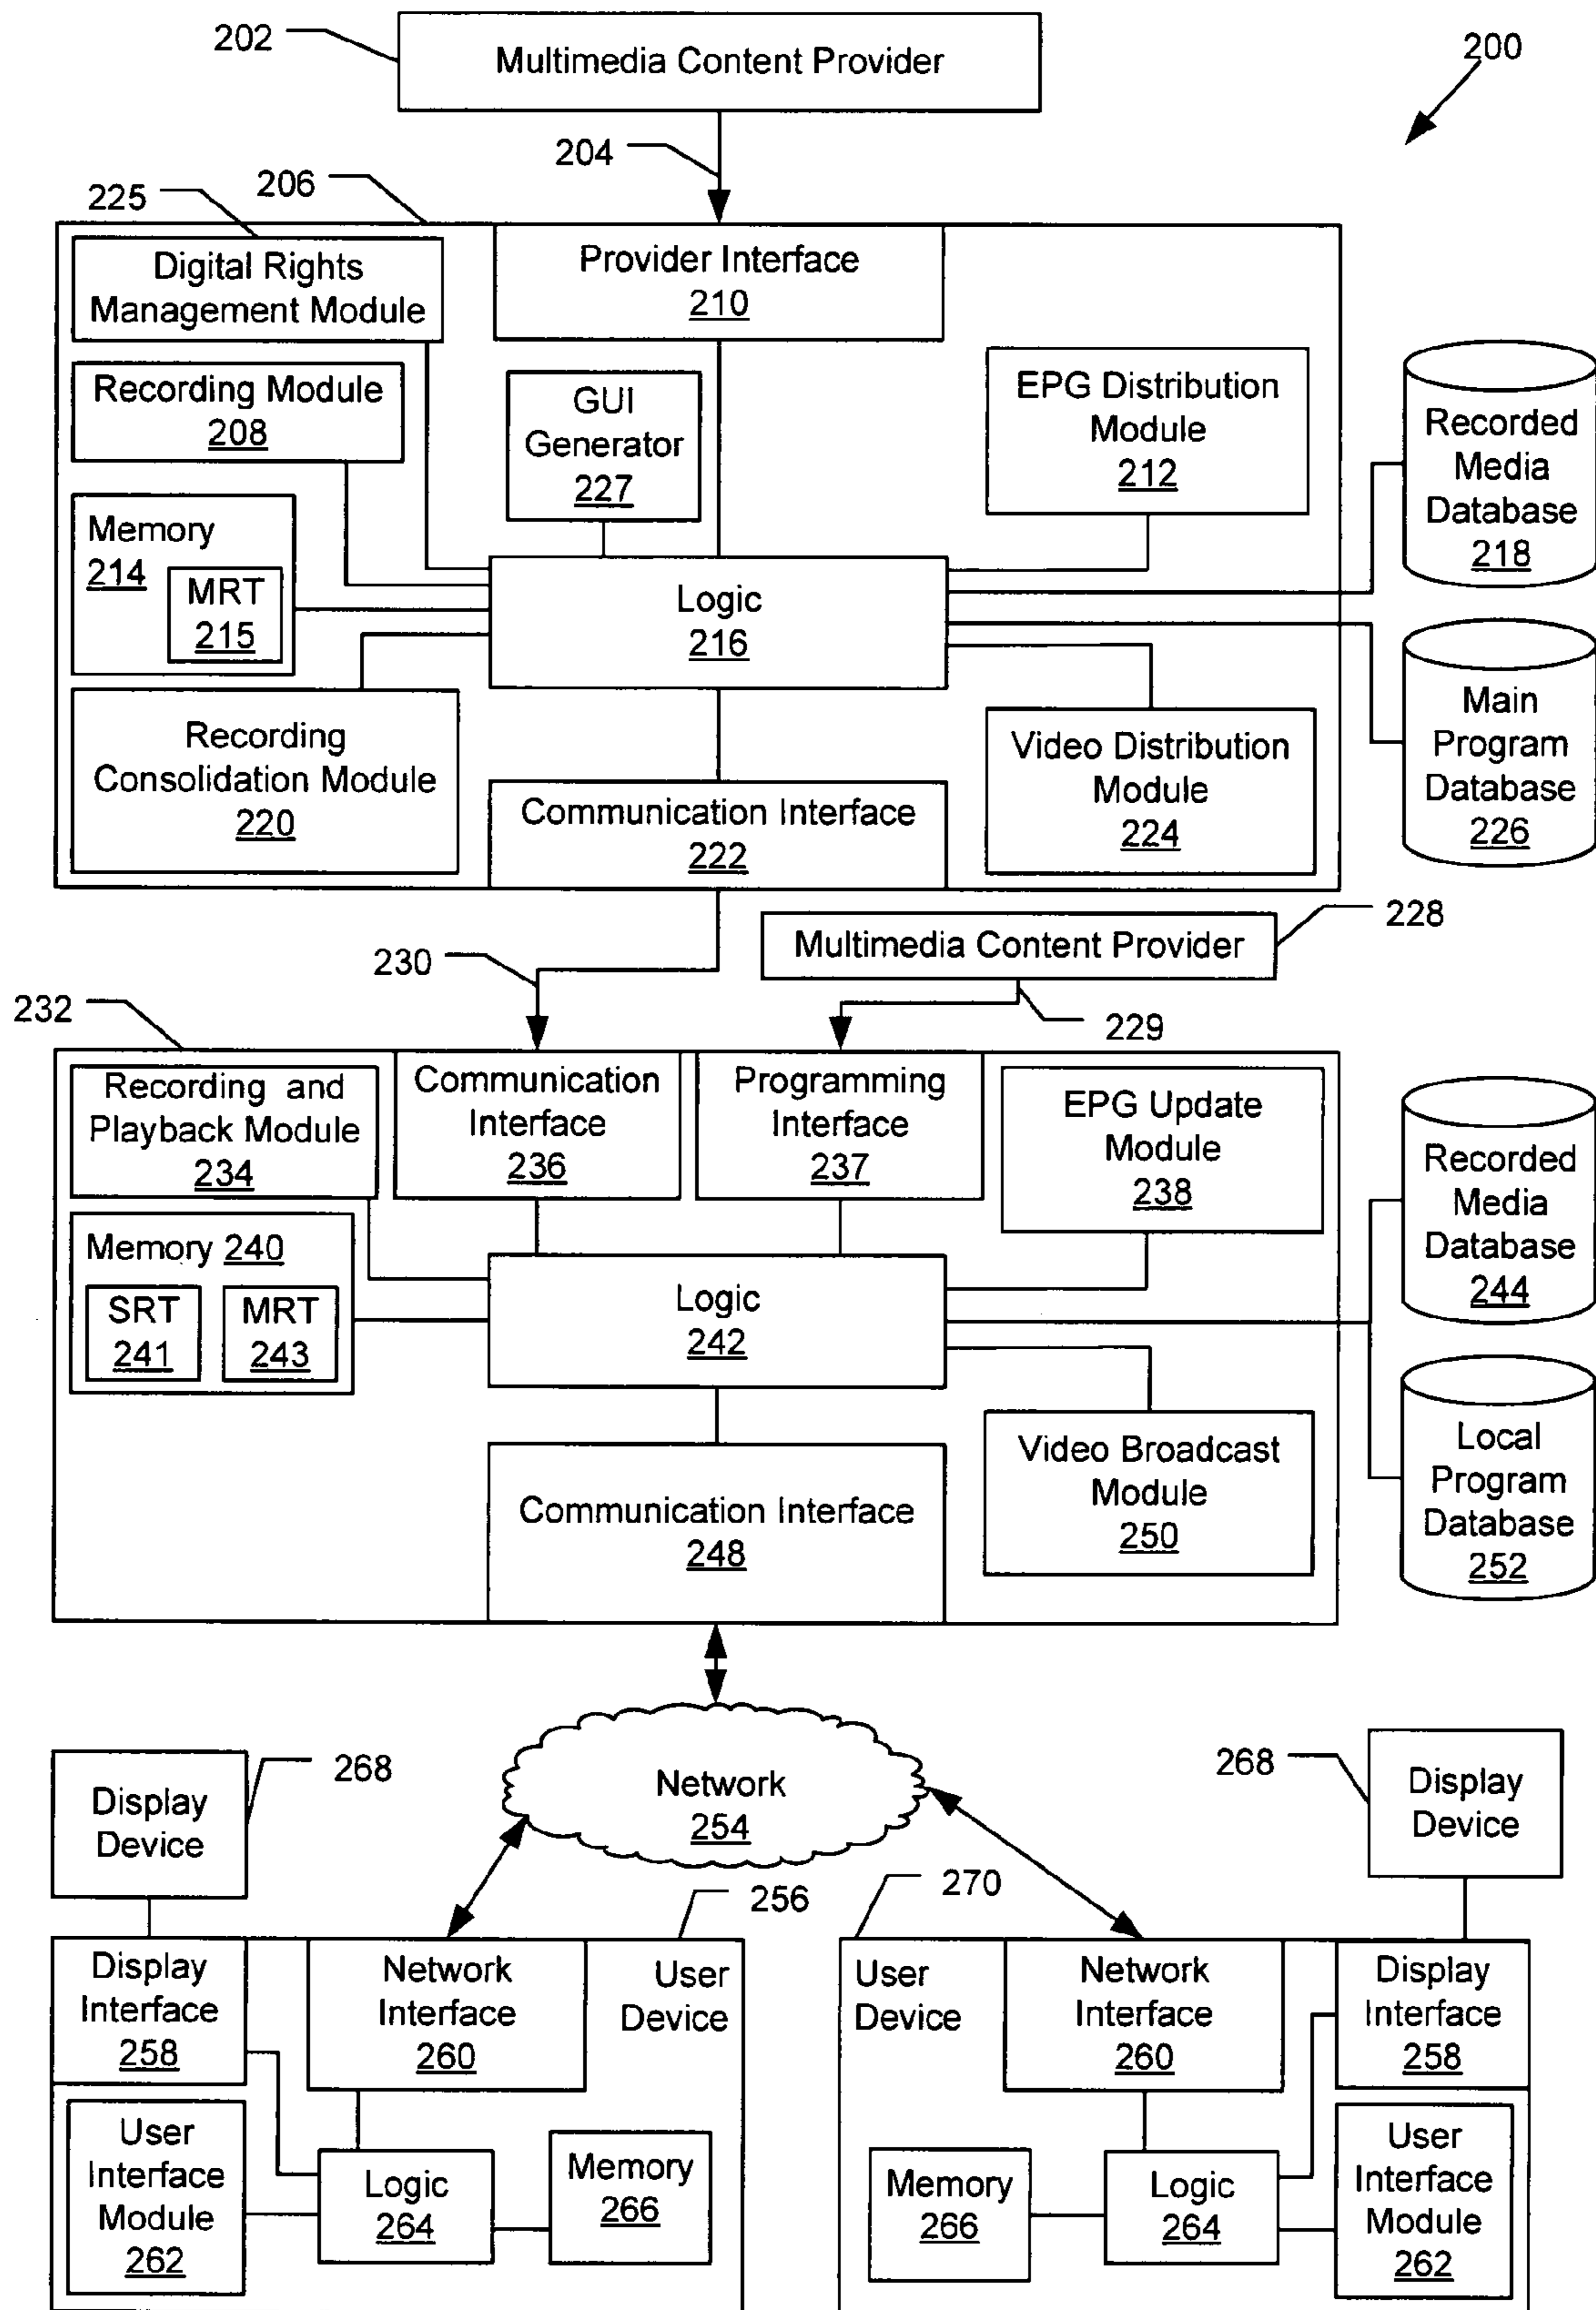 202
Multimedia Content Provider
200
204
225
206
Digital Rights
Management Module
Provider Interface
210
Recording Module
208
GUI
Generator
227
EPG Distribution
Module
212
Recorded
Media
Database
218
Memory
214
MRT
215
Logic
216
Recording
Consolidation Module
220
Communication Interface
222
Video Distribution
Module
224
Main
Program
Database
226
228
Multimedia Content Provider
230
229
232
Recording and
Playback Module
234
Communication
Interface
236
Programming
Interface
237
EPG Update
Module
238
Recorded
Media
Database
244
Memory 240
SRT
241
MRT
243
Logic
242
Communication Interface
248
Video Broadcast
Module
250
Local
Program
Database
252
Display
Device
268
Network
254
268
Display
Device
256
270
Display
Interface
258
Network
Interface
260
User
Device
User
Device
Network
Interface
260
Display
Interface
258
User
Interface
Module
262
Logic
264
Memory
266
Memory
266
Logic
264
User
Interface
Module
262